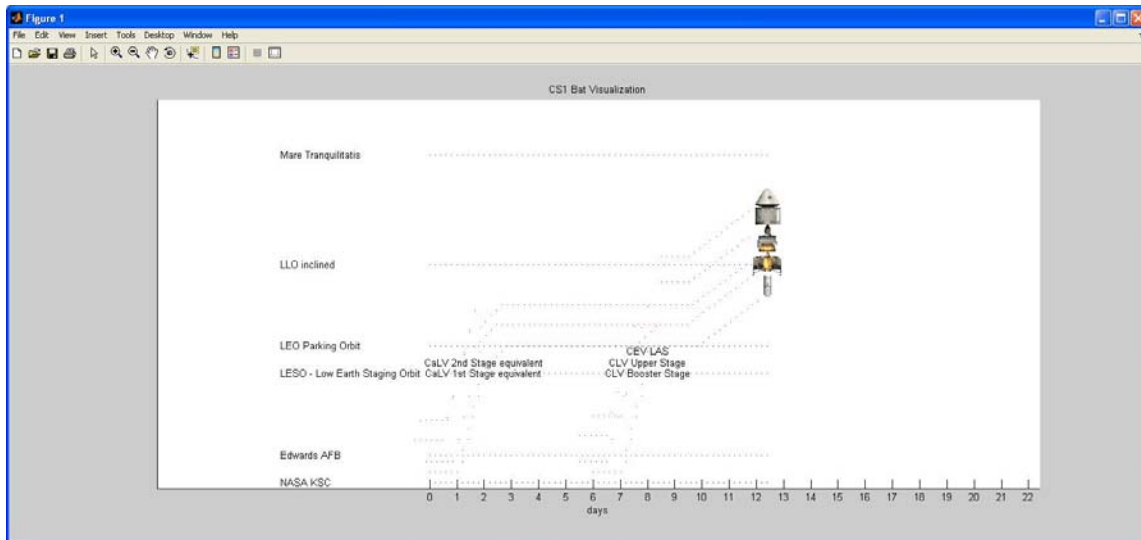 Figure 1
File Edit View Insert Tools Desktop Window Help
CS1 Bat Visualization
Mare Tranquilitatis
LLO inclined
LEO Parking Orbit
CEV LAS
CaLV 2nd Stage equivalent CLV Upper Stage
LESO - Low Earth Staging Orbit CaLV 1st Stage equivalent CLV Booster Stage
Edwards AFB
NASA KSC
0 1 2 3 4 5 6 7 8 9 10 11 12 13 14 15 16 17 18 19 20 21 22
days